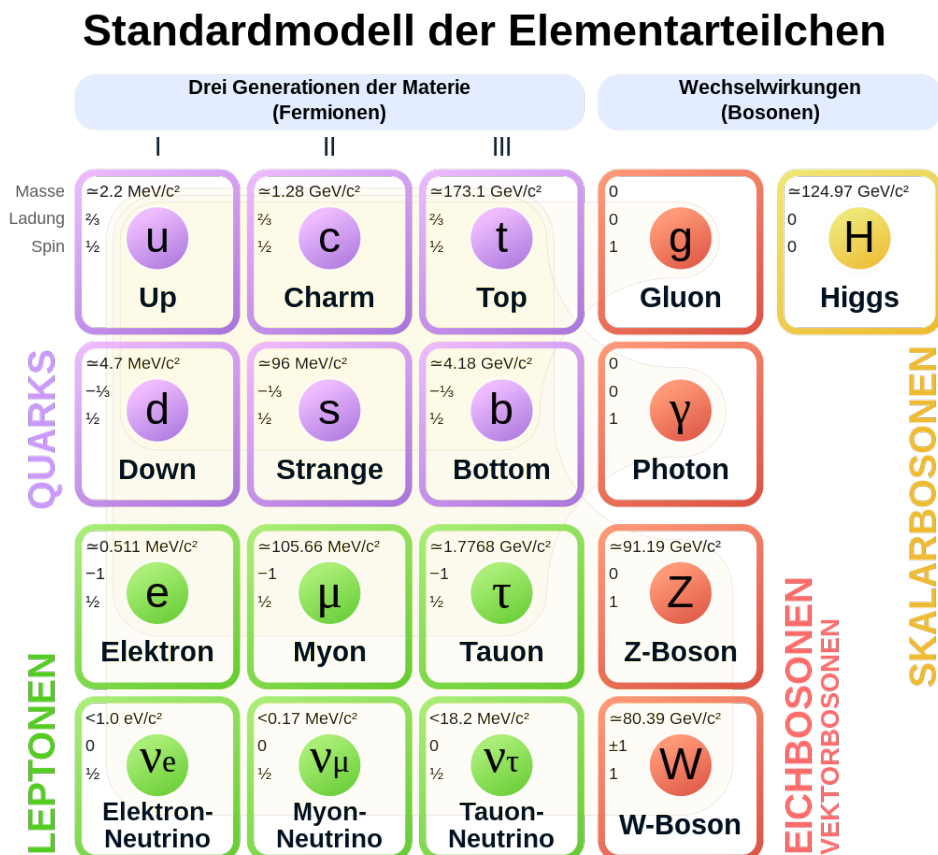 Standardmodell der Elementarteilchen
Drei Generationen der Materie
(Fermionen)
Wechselwirkungen
(Bosonen)
I
II
III
Masse
Ladung
Spin
≃2.2 MeV/c²
⅔
½
u
Up
≃1.28 GeV/c²
⅔
½
c
Charm
≃173.1 GeV/c²
⅔
½
t
Top
0
0
1
g
Gluon
≃124.97 GeV/c²
0
0
H
Higgs
QUARKS
≃4.7 MeV/c²
−⅓
½
d
Down
≃96 MeV/c²
−⅓
½
s
Strange
≃4.18 GeV/c²
−⅓
½
b
Bottom
0
0
1
γ
Photon
SKALARBOSONEN
LEPTONEN
≃0.511 MeV/c²
−1
½
e
Elektron
≃105.66 MeV/c²
−1
½
μ
Myon
≃1.7768 GeV/c²
−1
½
τ
Tauon
≃91.19 GeV/c²
0
1
Z
Z-Boson
EICHBOSONEN
VEKTORBOSONEN
<1.0 eV/c²
0
½
νe
Elektron-
Neutrino
<0.17 MeV/c²
0
½
νμ
Myon-
Neutrino
<18.2 MeV/c²
0
½
ντ
Tauon-
Neutrino
≃80.39 GeV/c²
±1
1
W
W-Boson